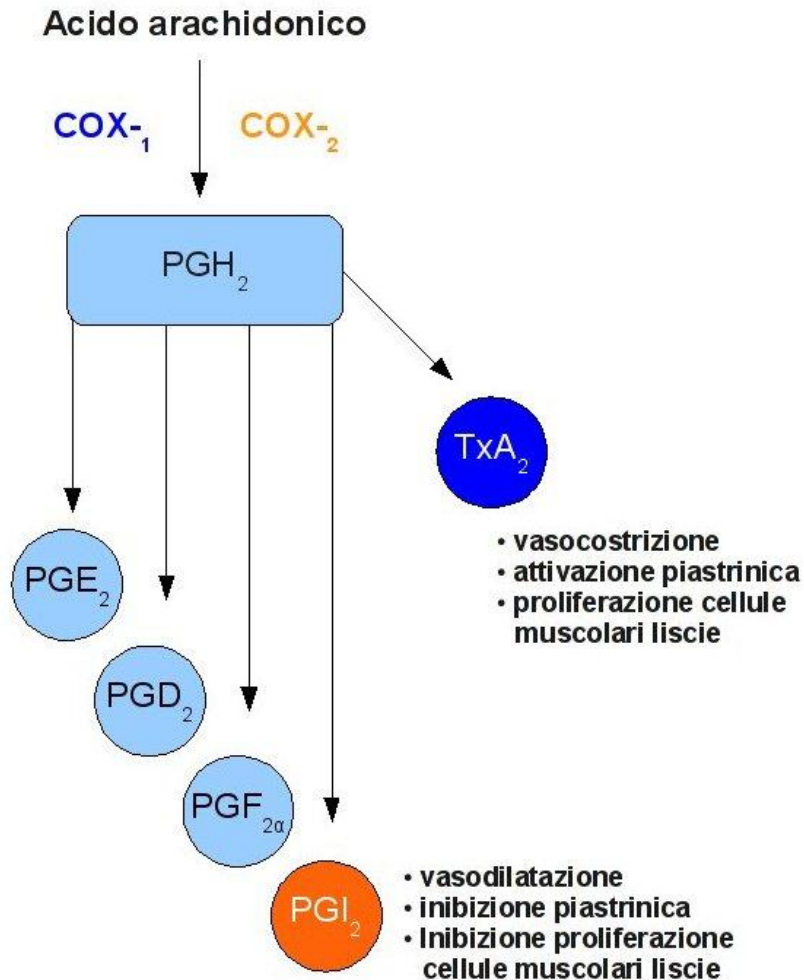 Acido arachidonico
COX-₁ COX-₂
PGH₂
TxA₂
• vasocostrizione
• attivazione piastrinica
• proliferazione cellule
muscolari liscie
PGE₂
PGD₂
PGF₂α
PGI₂
• vasodilatazione
• inibizione piastrinica
• Inibizione proliferazione
cellule muscolari liscie